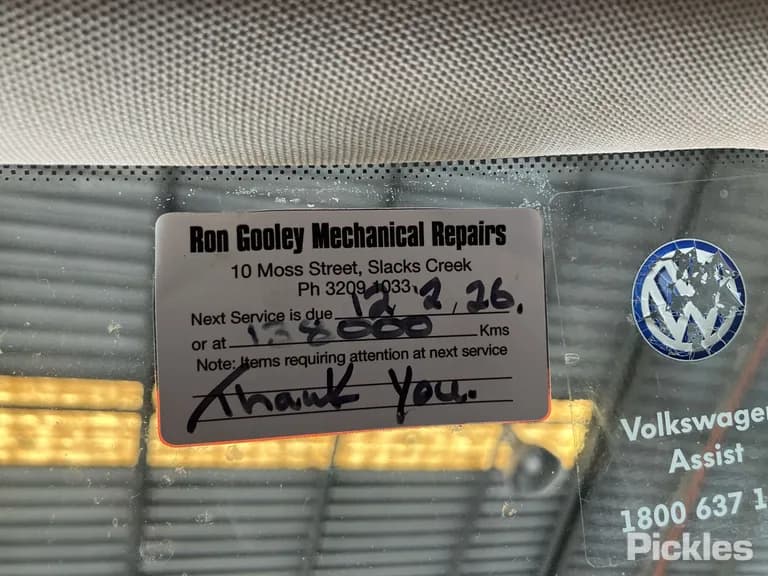 Ron Gooley Mechanical Repairs
10 Moss Street, Slacks Creek
Ph 3209 1033
Next Service is due 12, 2, 26.
or at 138000 Kms
Note: Items requiring attention at next service
Thank You.
Volkswagen
Assist
1800 637 1
Pickles